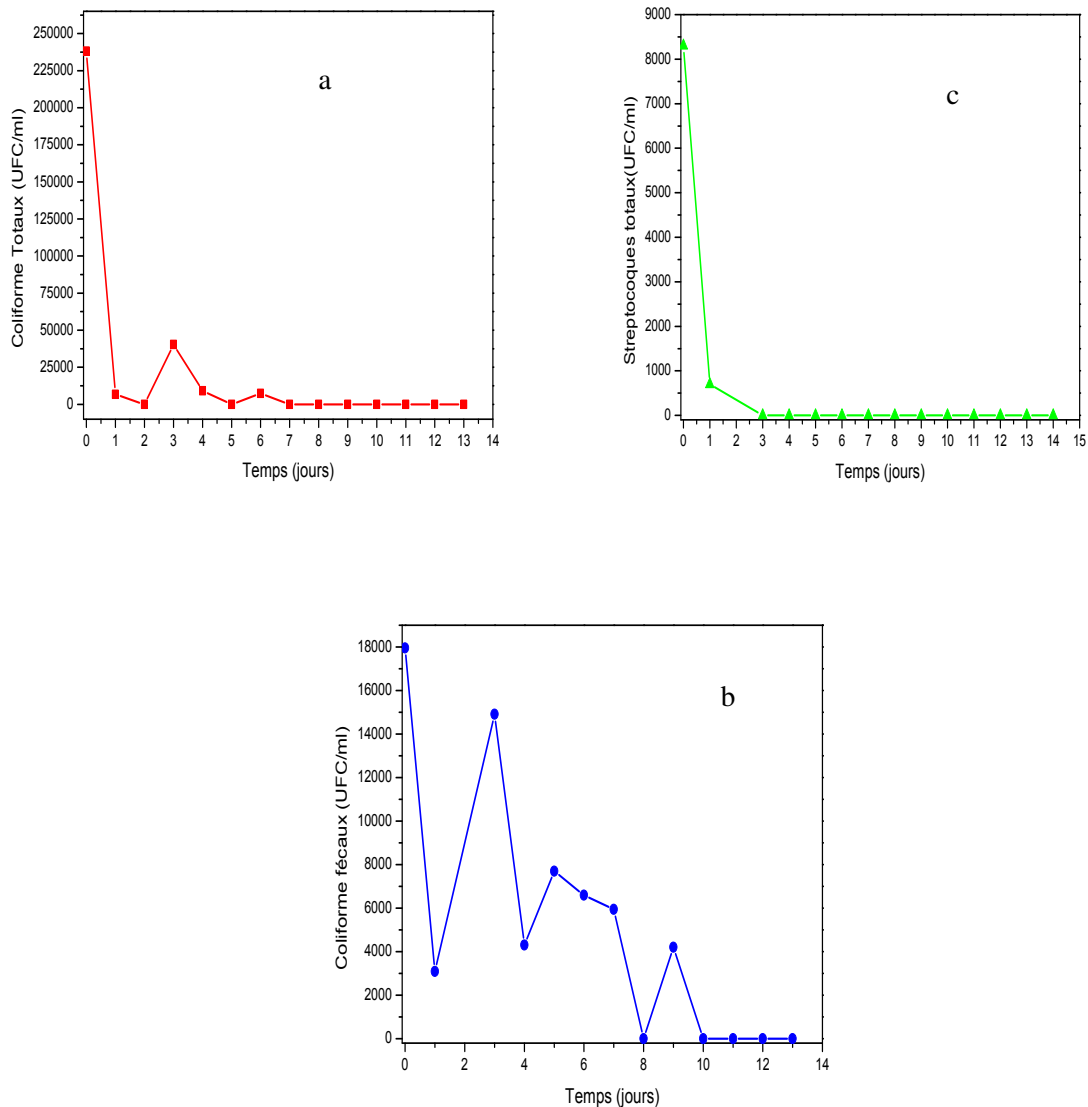 250000
225000
200000
175000
150000
125000
100000
75000
50000
25000
0
Coliforme Totaux (UFC/ml)
a
0 1 2 3 4 5 6 7 8 9 10 11 12 13 14
Temps (jours)
9000
8000
7000
6000
5000
4000
3000
2000
1000
0
Streptocoques totaux(UFC/ml)
c
0 1 2 3 4 5 6 7 8 9 10 11 12 13 14 15
Temps (jours)
18000
16000
14000
12000
10000
8000
6000
4000
2000
0
Coliforme fécaux (UFC/ml)
b
0 2 4 6 8 10 12 14
Temps (jours)